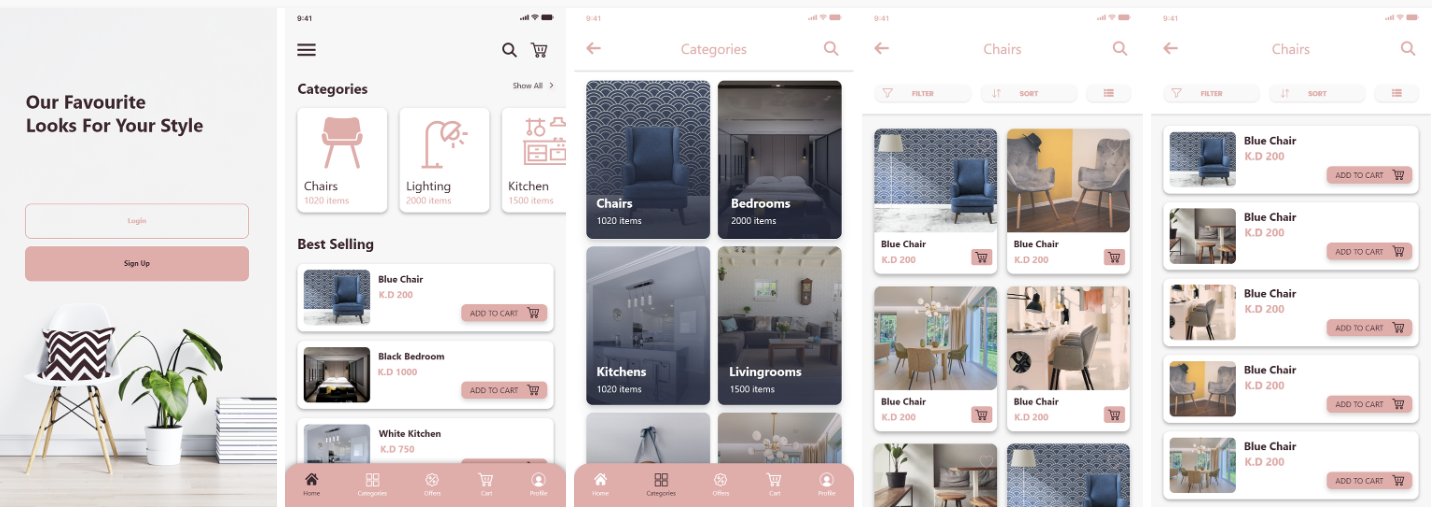 Our Favourite
Looks For Your Style
Login
Sign Up
9:41
Categories
Show All
Chairs
1020 items
Lighting
2000 items
Kitchen
1500 items
Best Selling
Blue Chair
K.D 200
ADD TO CART
Black Bedroom
K.D 1000
ADD TO CART
White Kitchen
K.D 750
Home
Categories
Offers
Cart
Profile
9:41
Categories
Chairs
1020 items
Bedrooms
2000 items
Kitchens
1020 items
Livingrooms
1500 items
Home
Categories
Offers
Cart
Profile
9:41
Chairs
FILTER
SORT
Blue Chair
K.D 200
Blue Chair
K.D 200
Blue Chair
K.D 200
Blue Chair
K.D 200
9:41
Chairs
FILTER
SORT
Blue Chair
K.D 200
ADD TO CART
Blue Chair
K.D 200
ADD TO CART
Blue Chair
K.D 200
ADD TO CART
Blue Chair
K.D 200
ADD TO CART
Blue Chair
K.D 200
ADD TO CART